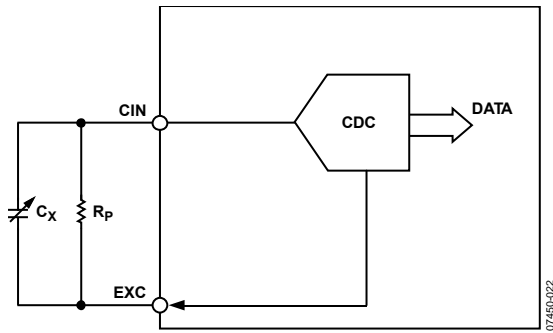 CIN
CDC
DATA
CX
RP
EXC
07450-022